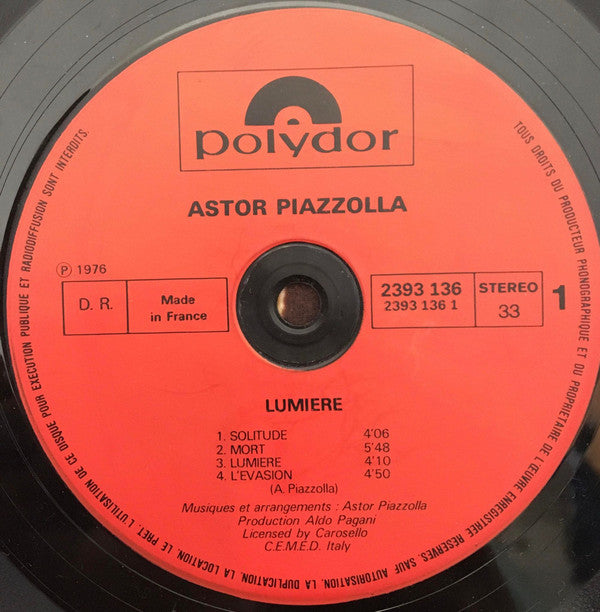 polydor
ASTOR PIAZZOLLA
℗ 1976
D. R.
Made
in France
2393 136
2393 136 1
STEREO
33
1
LUMIERE
1. SOLITUDE 4'06
2. MORT 5'48
3. LUMIERE 4'10
4. L'EVASION 4'50
(A. Piazzolla)
Musiques et arrangements : Astor Piazzolla
Production Aldo Pagani
Licensed by Carosello
C.E.M.E.D. Italy
TOUS DROITS DU PRODUCTEUR PHONOGRAPHIQUE ET DU PROPRIETAIRE DE L'ŒUVRE ENREGISTREE RESERVES. SAUF AUTORISATION, LA DUPLICATION, LA LOCATION, LE PRET, L'UTILISATION DE CE DISQUE POUR EXECUTION PUBLIQUE ET RADIODIFFUSION SONT INTERDITS.